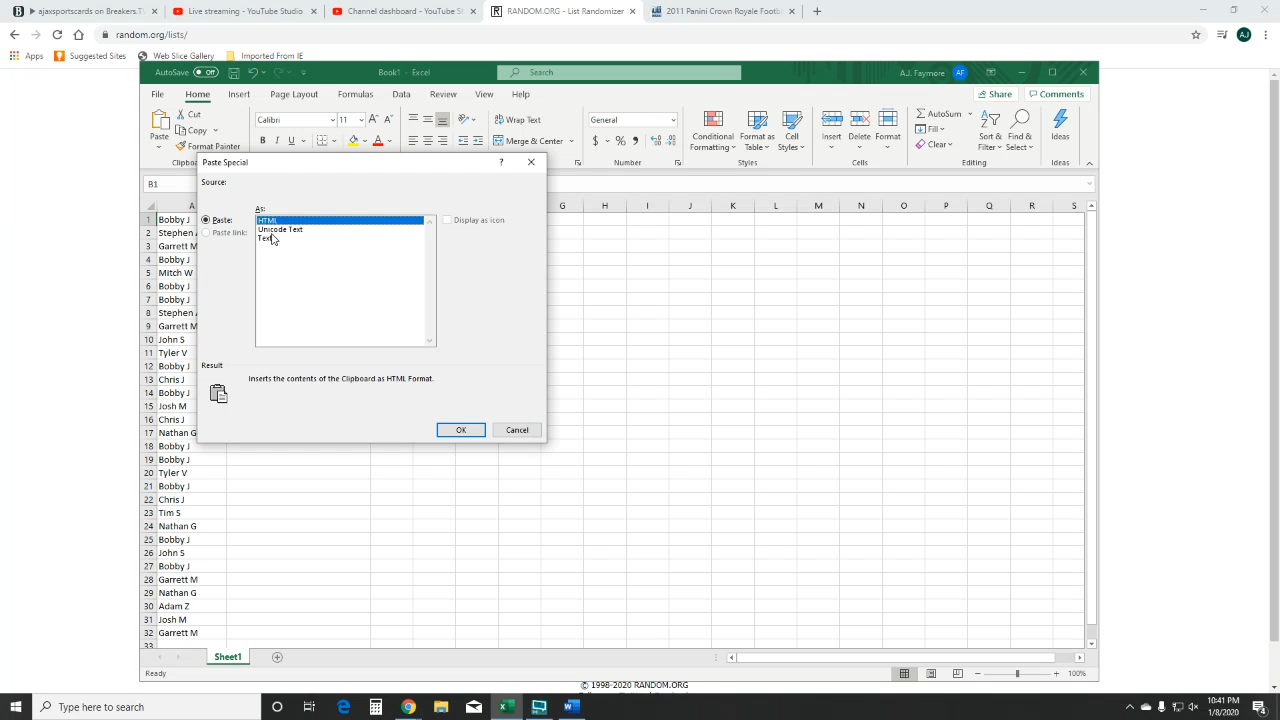 ajaxsportscards on Breakers.T
Live streaming - YouTube Studio
Channel dashboard - YouTube S
RANDOM.ORG - List Randomizer
2011 Panini Crown Royale Footb
random.org/lists/
AJ
Apps
Suggested Sites
Web Slice Gallery
Imported From IE
AutoSave
Off
Book1 - Excel
Search
A.J. Faymore
AF
File
Home
Insert
Page Layout
Formulas
Data
Review
View
Help
Share
Comments
Paste
Cut
Copy
Format Painter
Calibri
11
B I U
Wrap Text
Merge & Center
General
$ % ,
Conditional
Formatting
Format as
Table
Cell
Styles
Insert
Delete
Format
AutoSum
Fill
Clear
Sort &
Filter
Find &
Select
Ideas
Number
Styles
Cells
Editing
Ideas
B1
A G H I J K L M N O P Q R S
Paste Special
?
Source:
As:
Paste:
Paste link:
HTML
Unicode Text
Text
Display as icon
Result
Inserts the contents of the Clipboard as HTML Format.
OK
Cancel
1 Bobby J
2 Stephen
3 Garrett M
4 Bobby J
5 Mitch W
6 Bobby J
7 Bobby J
8 Stephen
9 Garrett M
10 John S
11 Tyler V
12 Bobby J
13 Chris J
14 Bobby J
15 Josh M
16 Chris J
17 Nathan G
18 Bobby J
19 Bobby J
20 Tyler V
21 Bobby J
22 Chris J
23 Tim S
24 Nathan G
25 Bobby J
26 John S
27 Bobby J
28 Garrett M
29 Nathan G
30 Adam Z
31 Josh M
32 Garrett M
33
Sheet1
Ready
100%
© 1998-2020 RANDOM.ORG
Type here to search
10:41 PM
1/8/2020